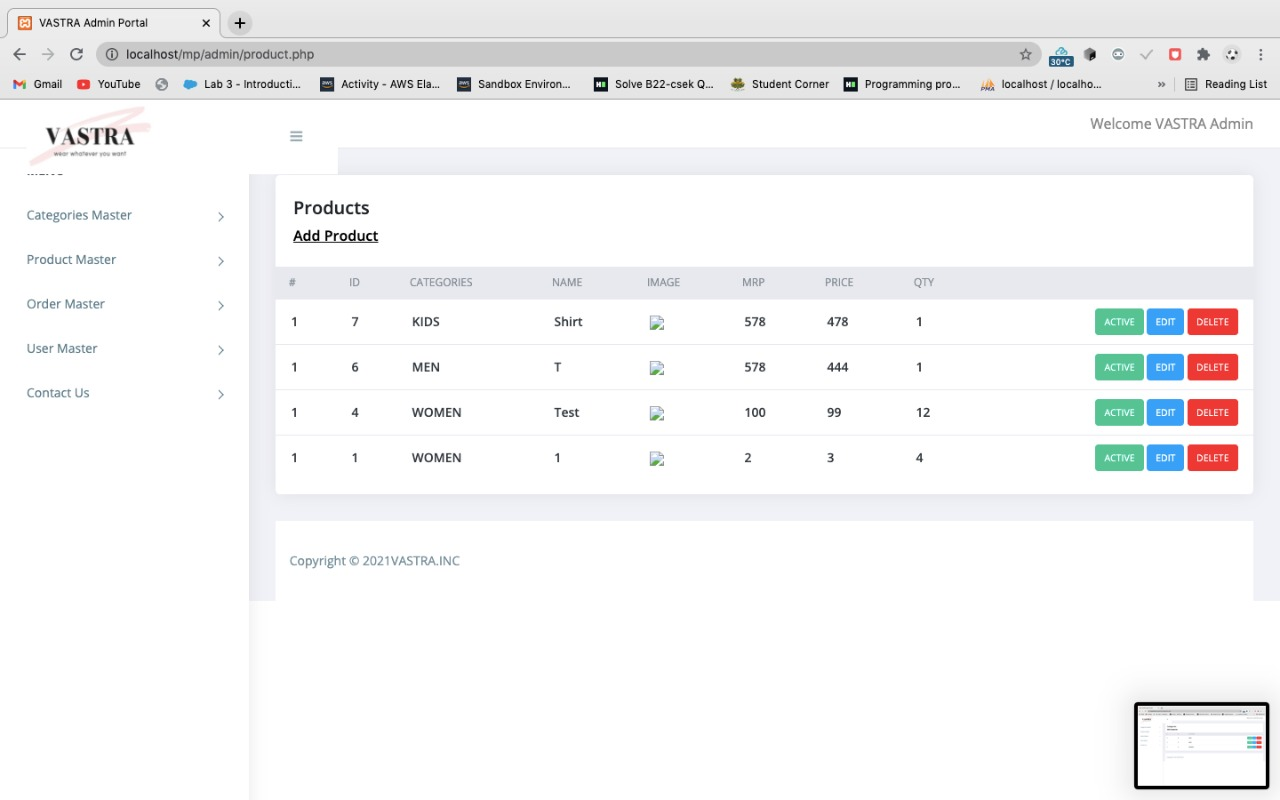 VASTRA Admin Portal
localhost/mp/admin/product.php
30°C
Gmail
YouTube
Lab 3 - Introducti...
Activity - AWS Ela...
Sandbox Environ...
Solve B22-csek Q...
Student Corner
Programming pro...
localhost / localho...
Reading List
VASTRA
wear whatever you want
Welcome VASTRA Admin
Categories Master
Product Master
Order Master
User Master
Contact Us
Products
Add Product
# ID CATEGORIES NAME IMAGE MRP PRICE QTY
1 7 KIDS Shirt 578 478 1 ACTIVE EDIT DELETE
1 6 MEN T 578 444 1 ACTIVE EDIT DELETE
1 4 WOMEN Test 100 99 12 ACTIVE EDIT DELETE
1 1 WOMEN 1 2 3 4 ACTIVE EDIT DELETE
Copyright © 2021VASTRA.INC